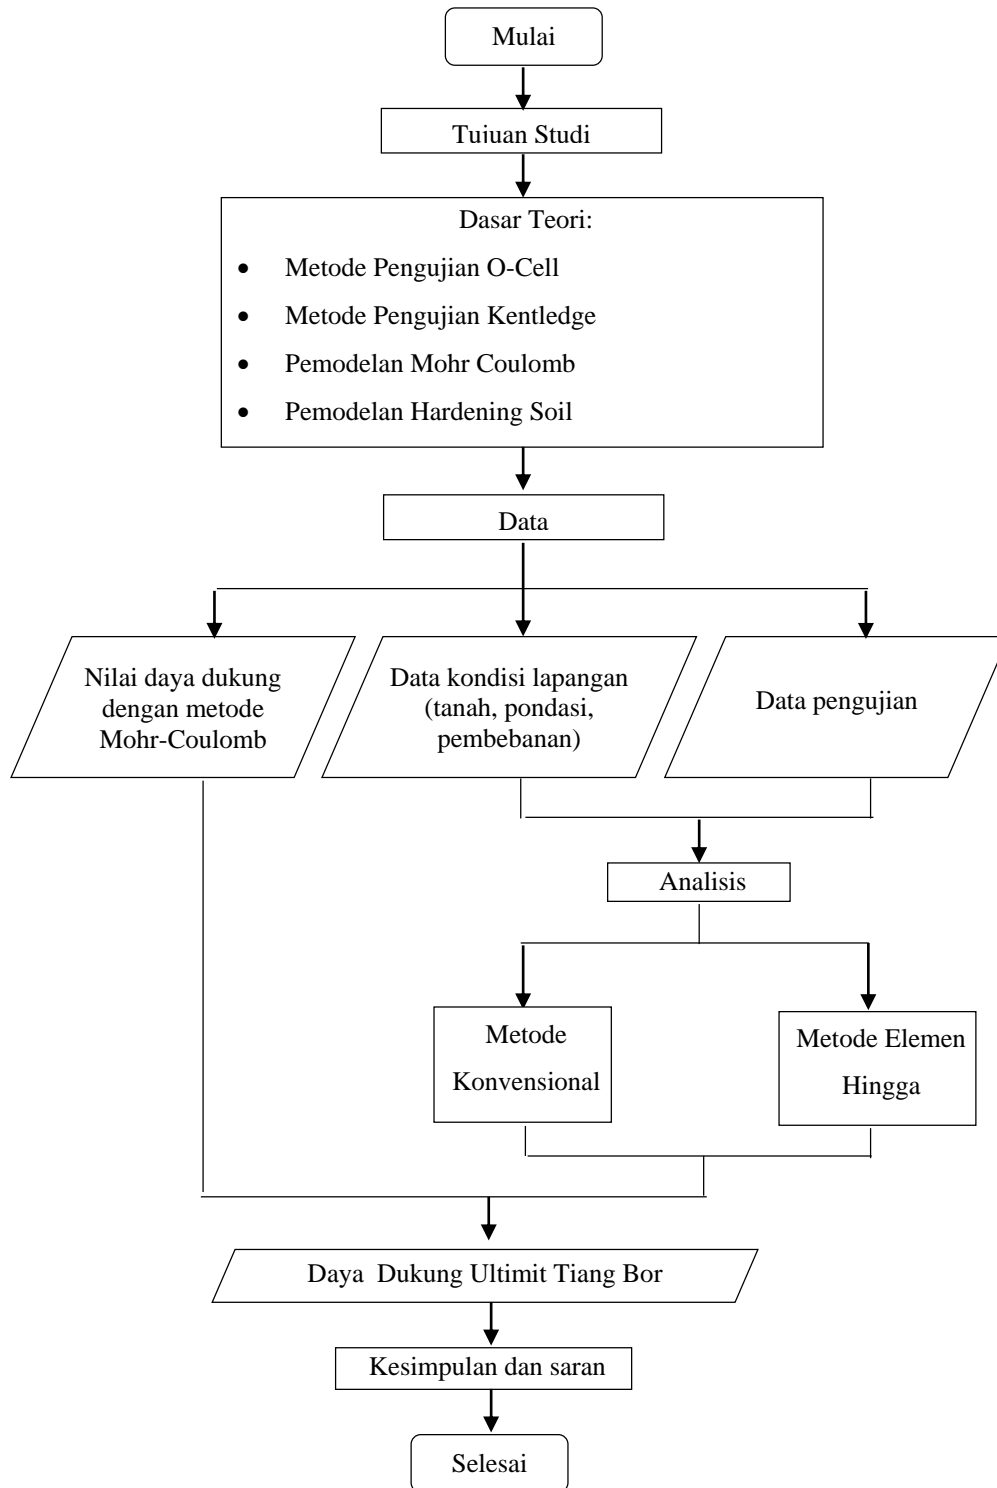 Mulai
Tujuan Studi
Dasar Teori:
• Metode Pengujian O-Cell
• Metode Pengujian Kentledge
• Pemodelan Mohr Coulomb
• Pemodelan Hardening Soil
Data
Nilai daya dukung
dengan metode
Mohr-Coulomb
Data kondisi lapangan
(tanah, pondasi,
pembebanan)
Data pengujian
Analisis
Metode
Konvensional
Metode Elemen
Hingga
Daya Dukung Ultimit Tiang Bor
Kesimpulan dan saran
Selesai